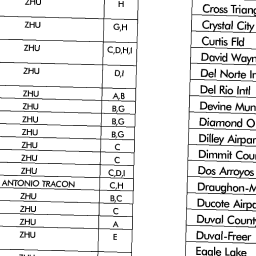 ZHU H
ZHU G,H
ZHU C,D,H,I
ZHU D,I
ZHU A,B
ZHU B,G
ZHU B,G
ZHU B,G
ZHU C
ZHU C
ZHU C,D,I
ANTONIO TRACON C,H
ZHU B,C
ZHU C
ZHU A
ZHU E
Cross Triang
Crystal City
Curtis Fld
David Wayn
Del Norte In
Del Rio Intl
Devine Mun
Diamond O
Dilley Airpar
Dimmit Coun
Dos Arroyos
Draughon-M
Ducote Airpa
Duval County
Duval-Freer
Eagle Lake